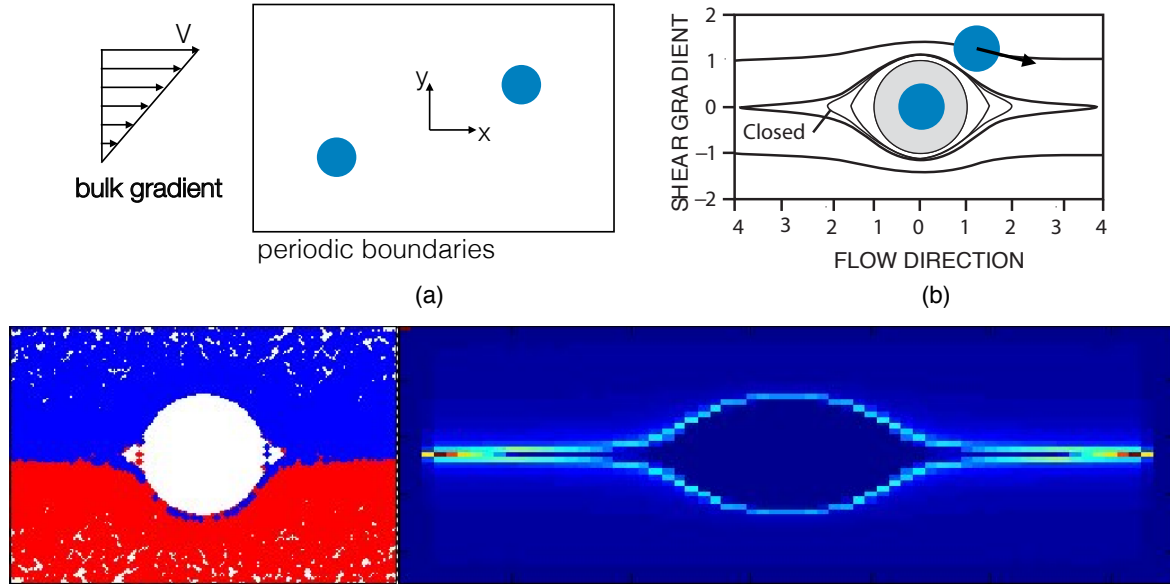 V
bulk gradient
y
x
periodic boundaries
(a)
SHEAR GRADIENT
2
1
0
−1
−2
Closed
4 3 2 1 0 1 2 3 4
FLOW DIRECTION
(b)